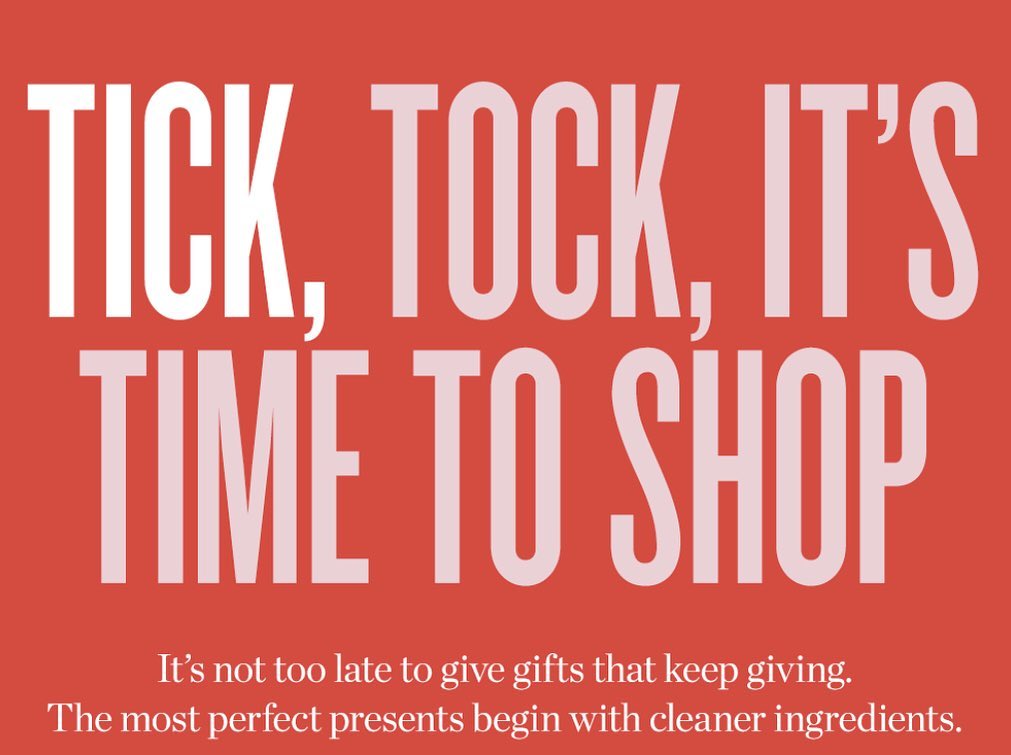 TICK, TOCK, IT’S
TIME TO SHOP
It’s not too late to give gifts that keep giving.
The most perfect presents begin with cleaner ingredients.